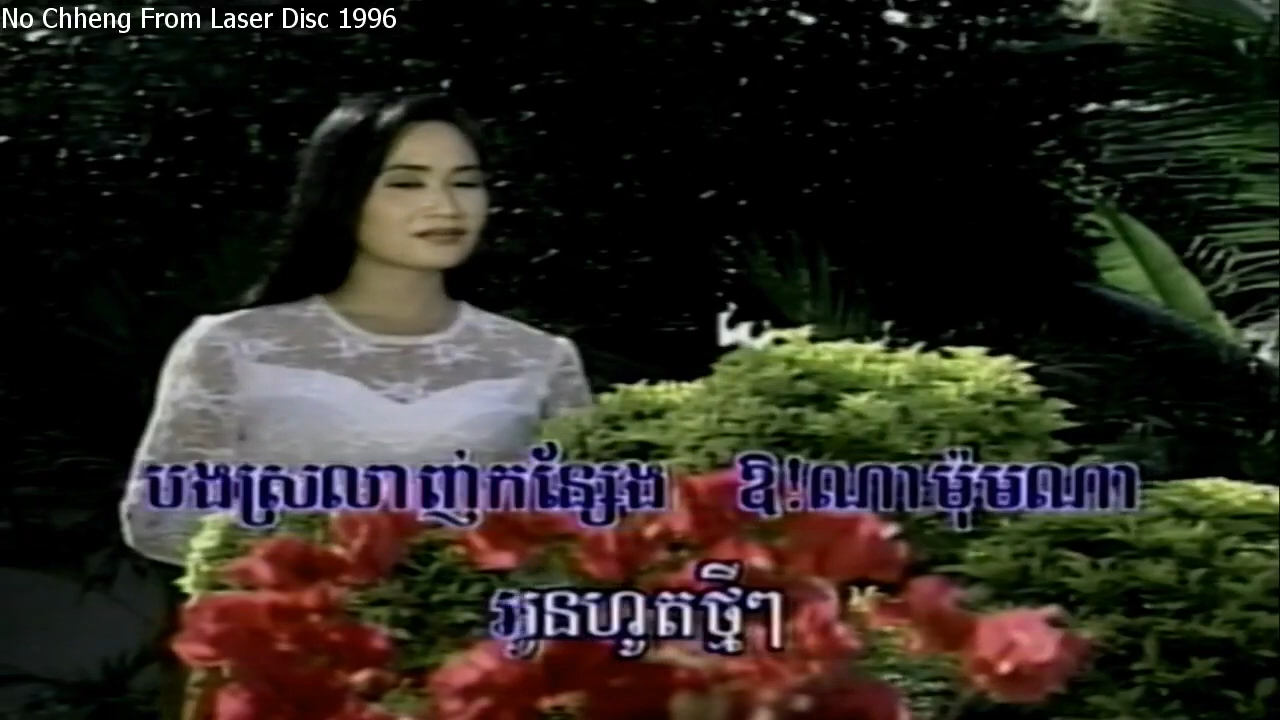 No Chheng From Laser Disc 1996
បងស្រលាញ់កន្សែង ឱ!ណាម៉ុមណា
អូនហូតថ្មីៗ